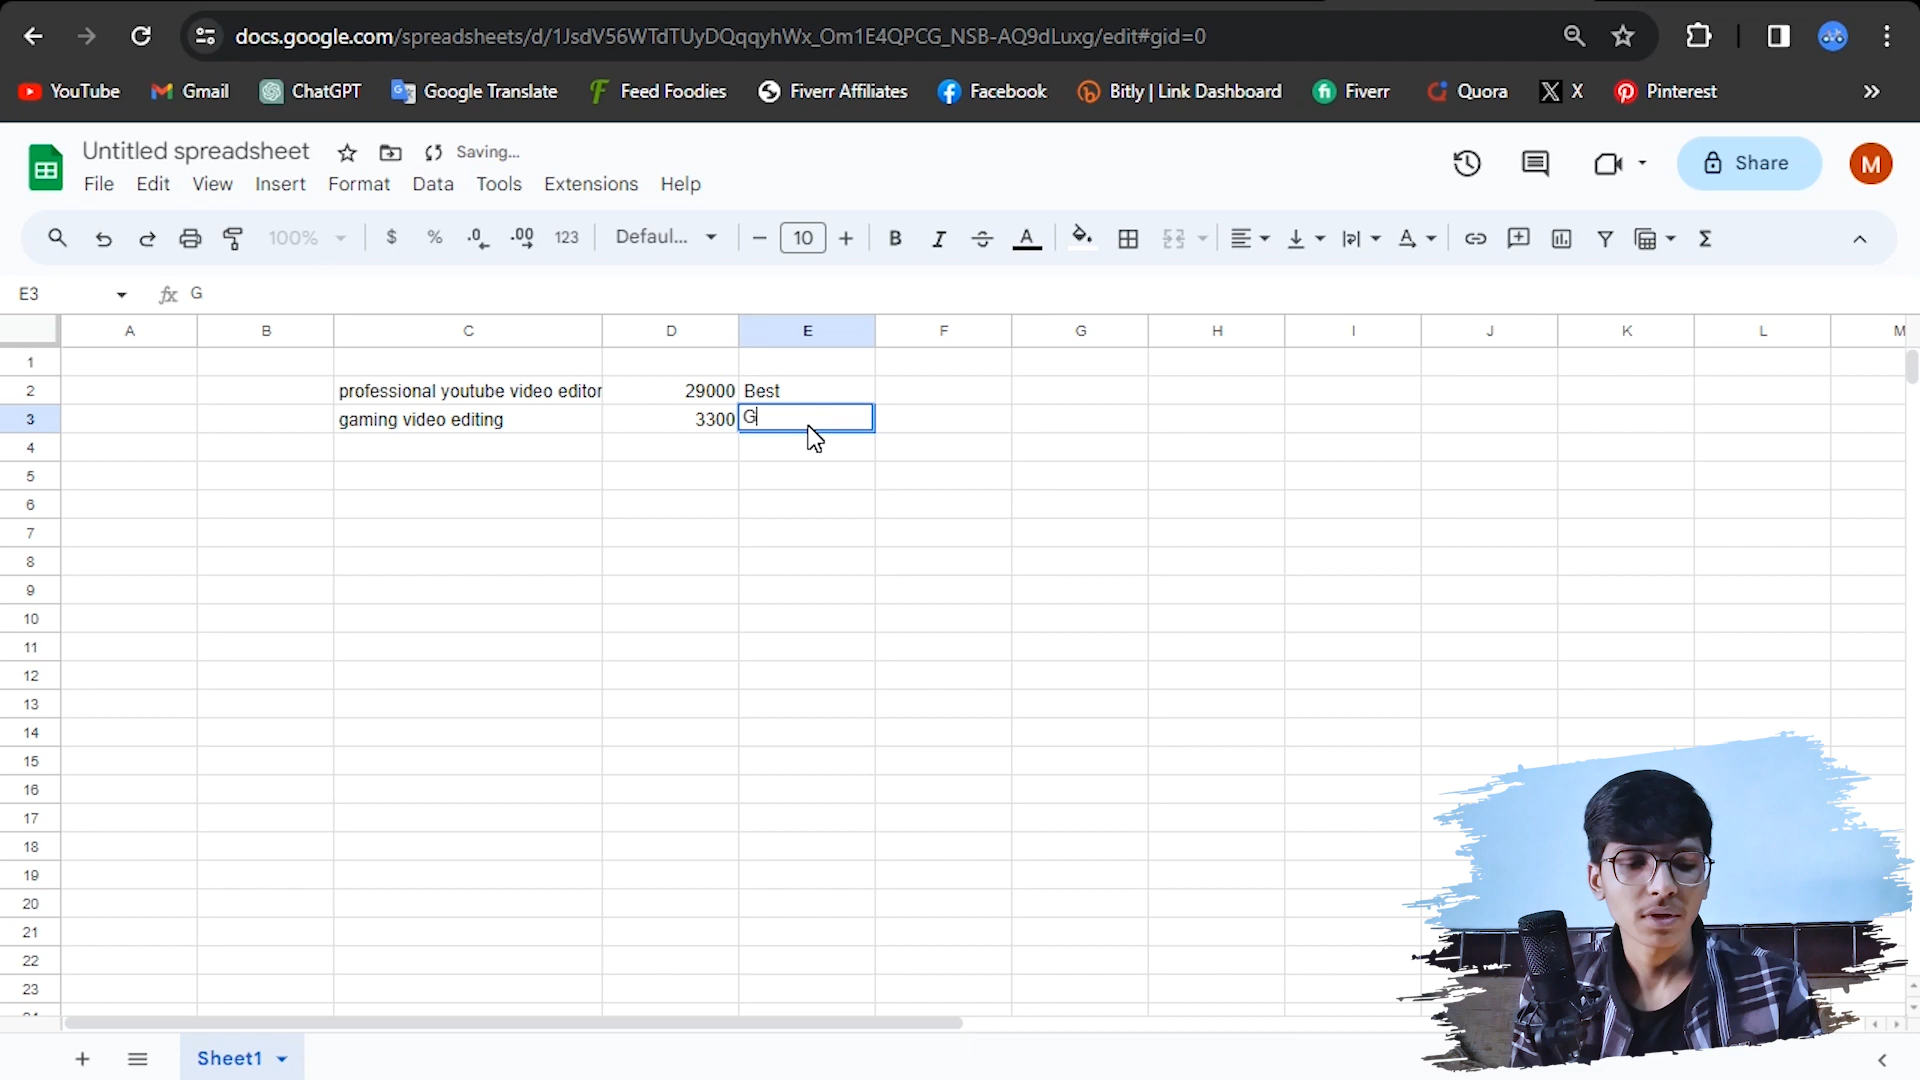 docs.google.com/spreadsheets/d/1JsdV56WTdTUyDQqqyhWx_Om1E4QPCG_NSB-AQ9dLuxg/edit#gid=0
YouTube Gmail ChatGPT Google Translate Feed Foodies Fiverr Affiliates Facebook Bitly | Link Dashboard Fiverr Quora X Pinterest
Untitled spreadsheet Saving...
File Edit View Insert Format Data Tools Extensions Help
Share M
100% $ % .0 .00 123 Defaul... 10 B I A
E3 fx G
A B C D E F G H I J K L M
1
2 professional youtube video editor 29000 Best
3 gaming video editing 3300 G
4
5
6
7
8
9
10
11
12
13
14
15
16
17
18
19
20
21
22
23
Sheet1